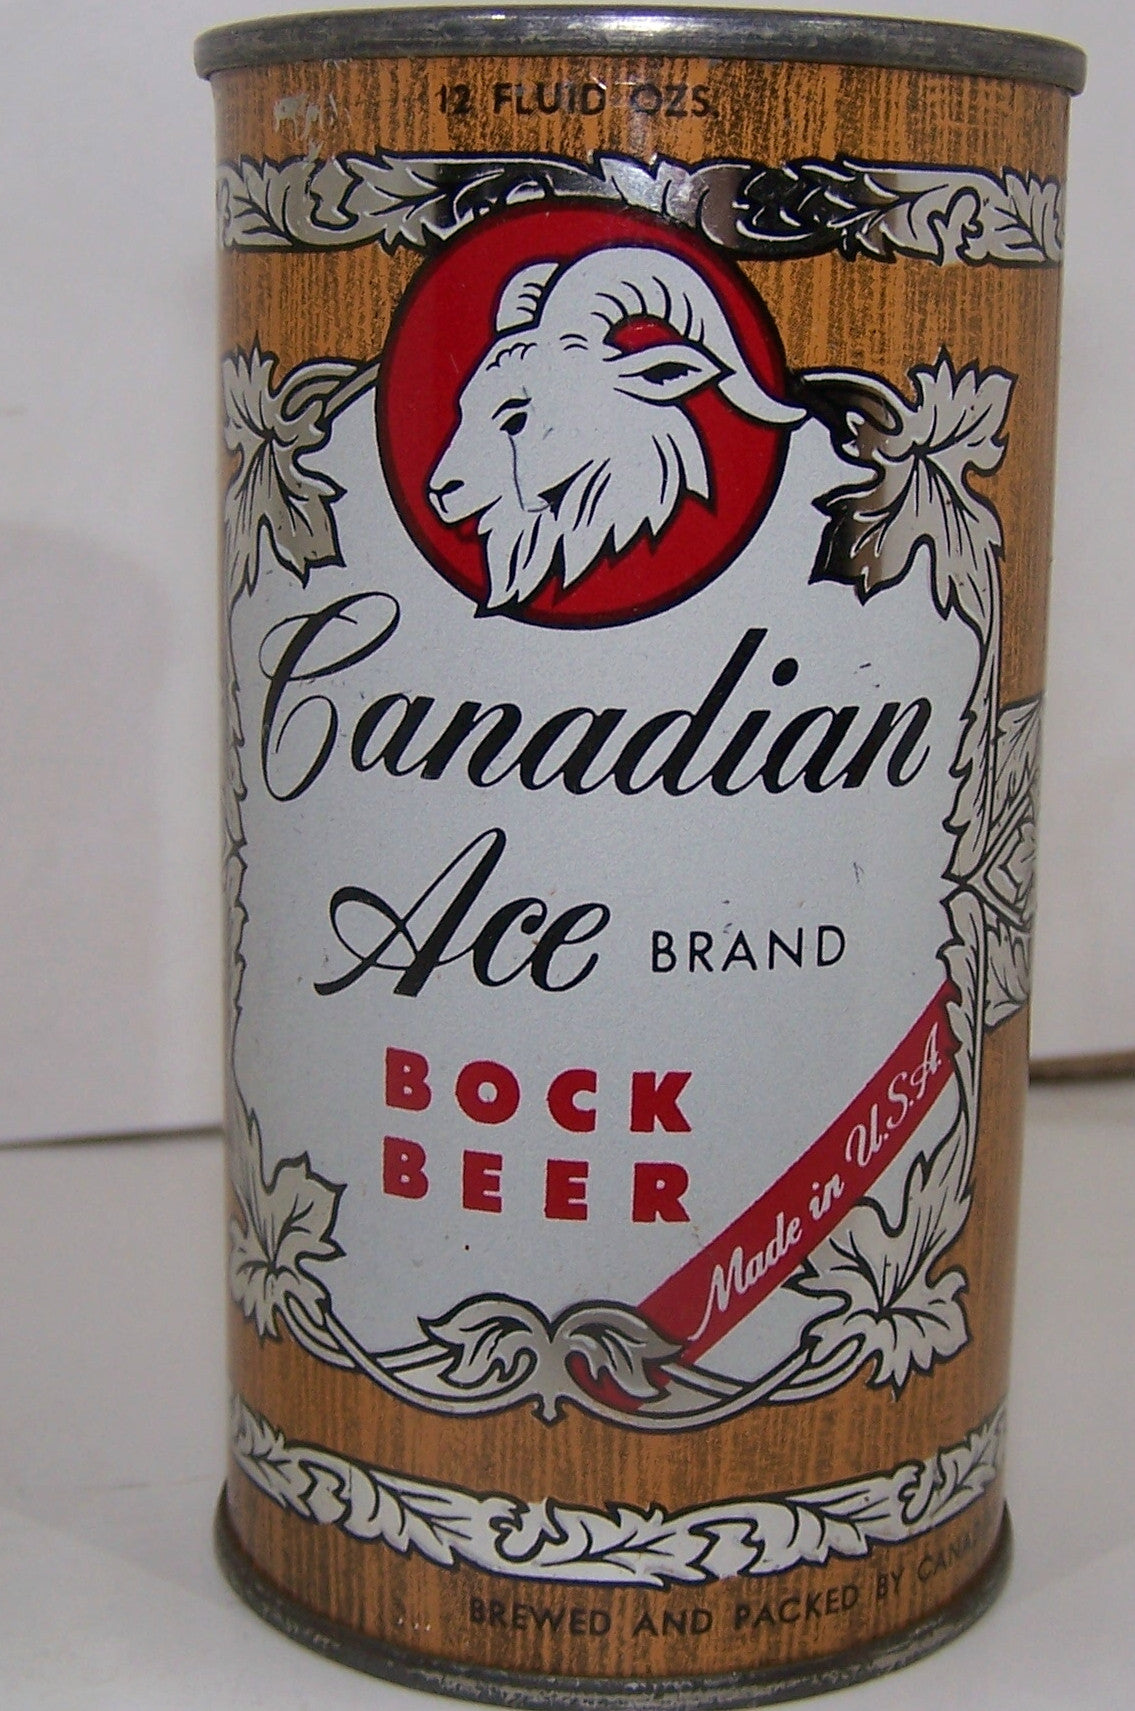 12 FLUID OZS.
Canadian
Ace BRAND
BOCK
BEER
Made in U.S.A.
BREWED AND PACKED BY